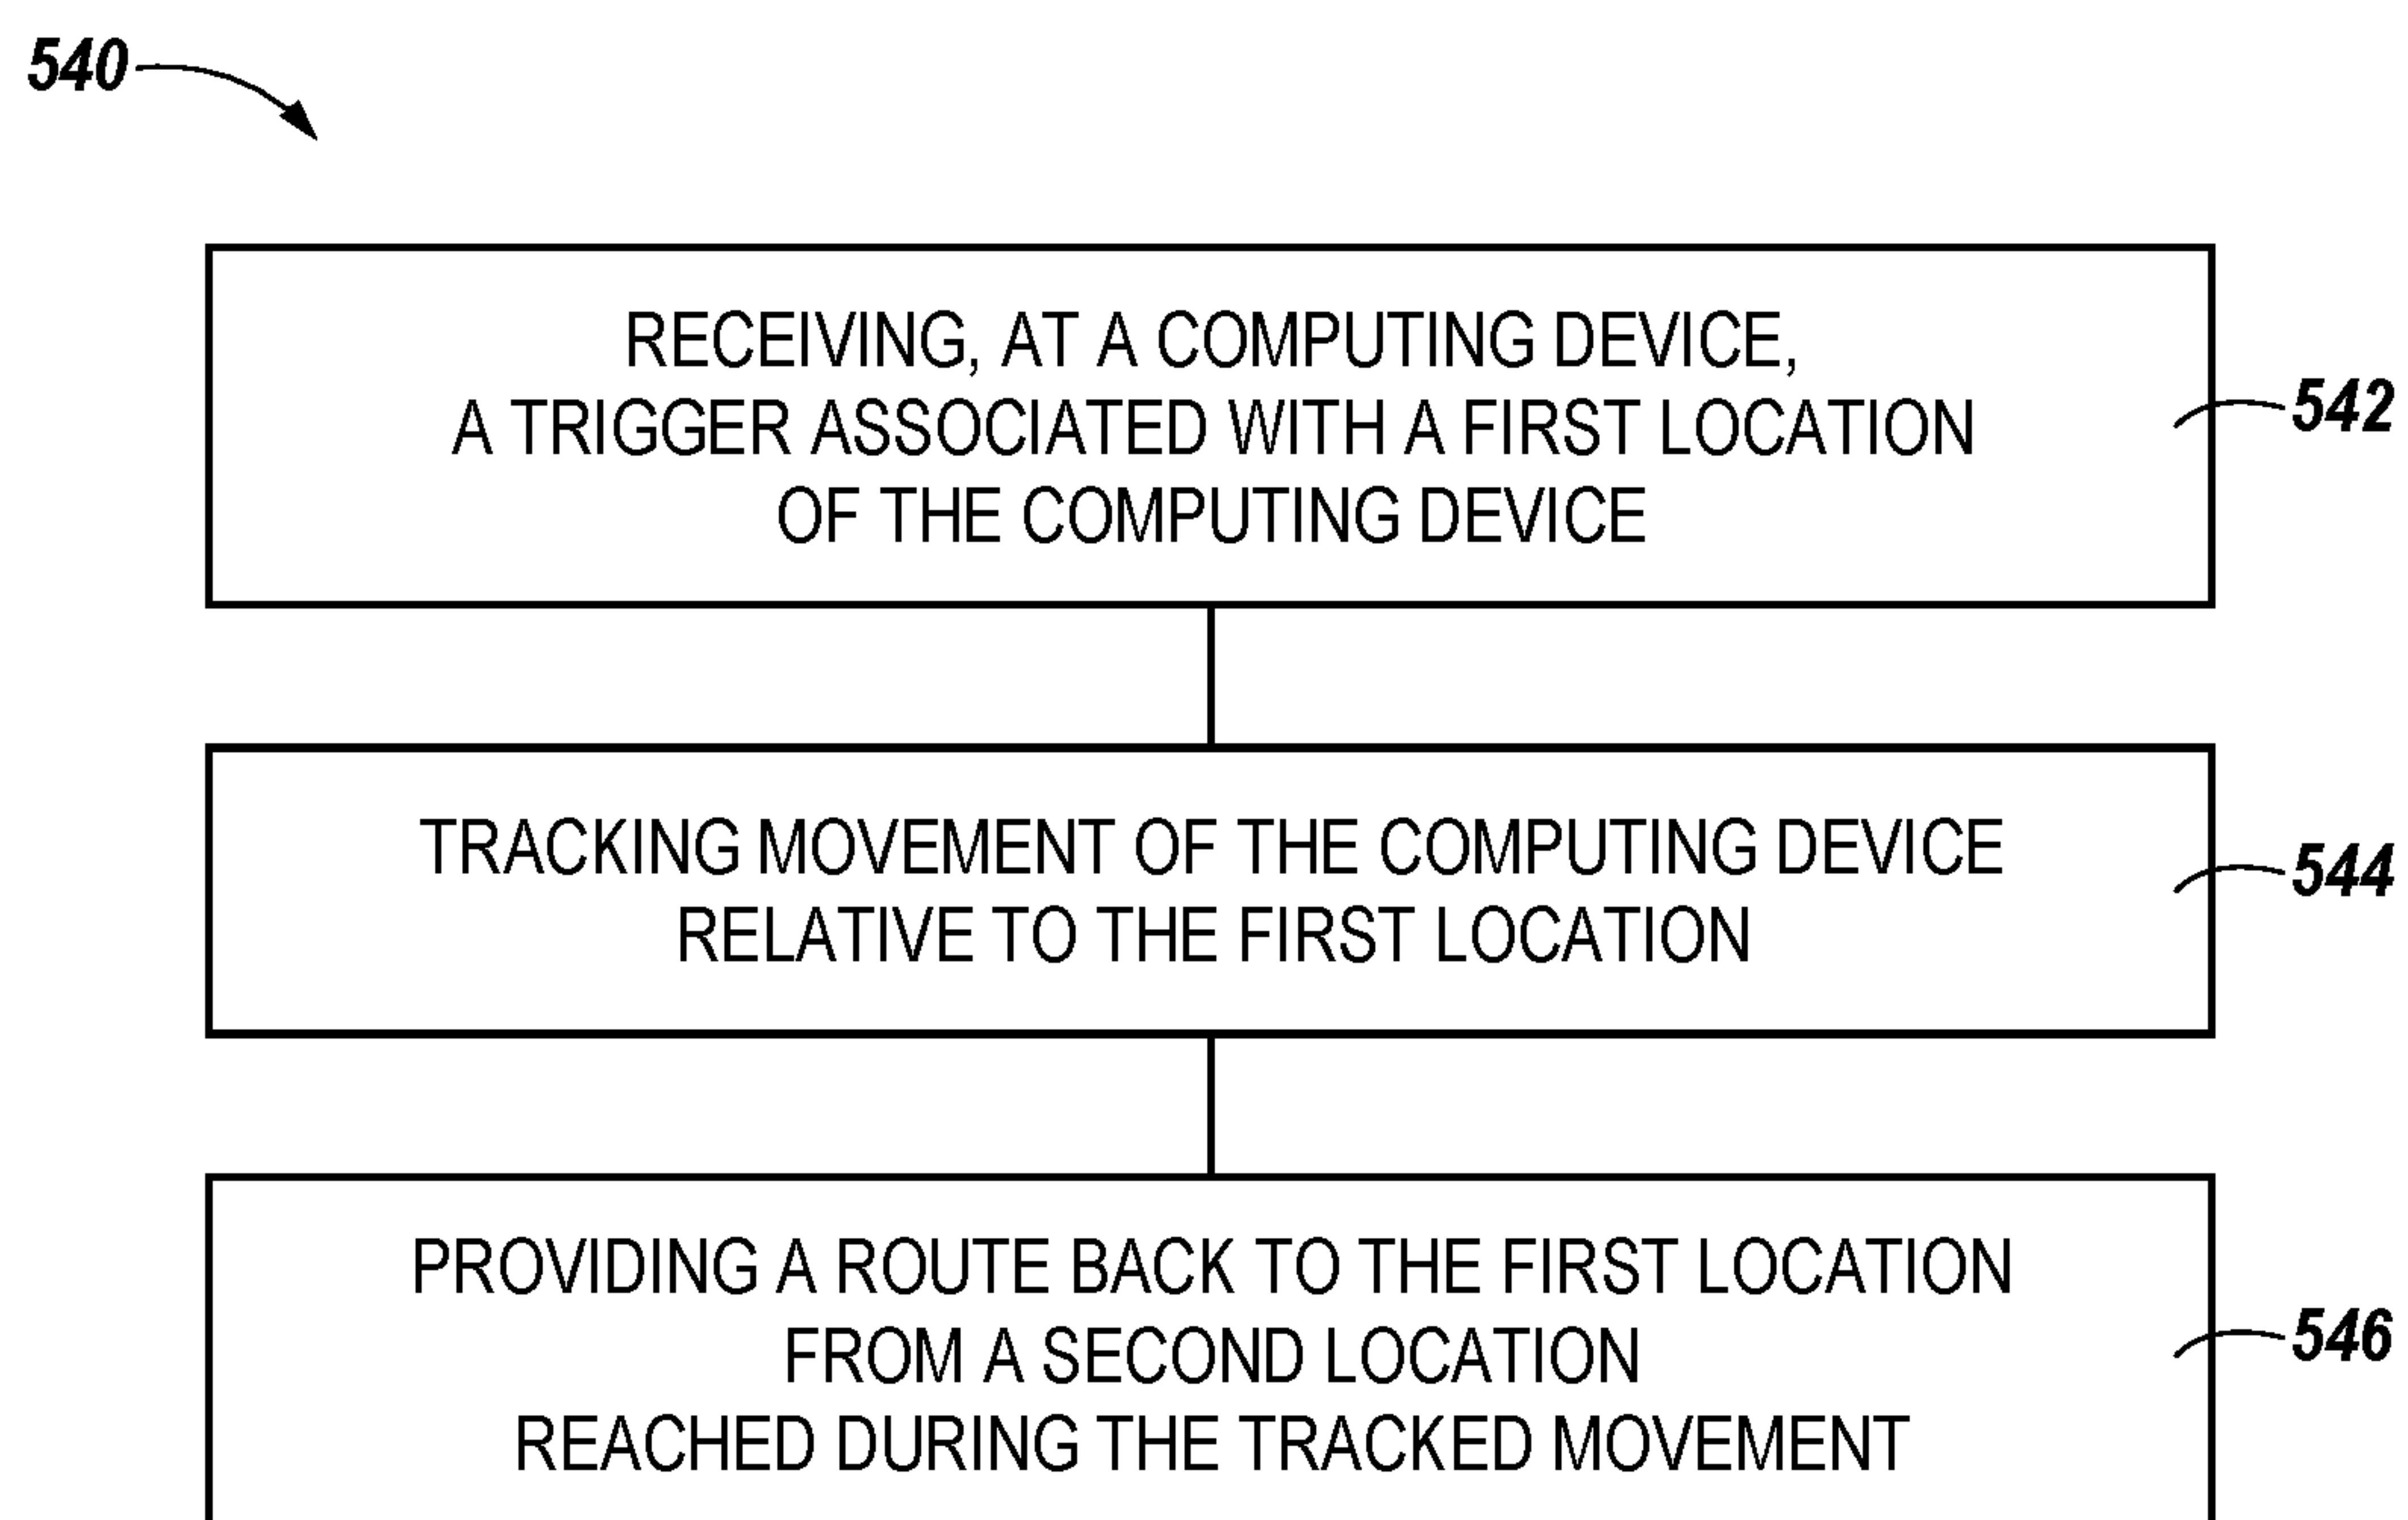 540
RECEIVING, AT A COMPUTING DEVICE,
A TRIGGER ASSOCIATED WITH A FIRST LOCATION
OF THE COMPUTING DEVICE
542
TRACKING MOVEMENT OF THE COMPUTING DEVICE
RELATIVE TO THE FIRST LOCATION
544
PROVIDING A ROUTE BACK TO THE FIRST LOCATION
FROM A SECOND LOCATION
REACHED DURING THE TRACKED MOVEMENT
546